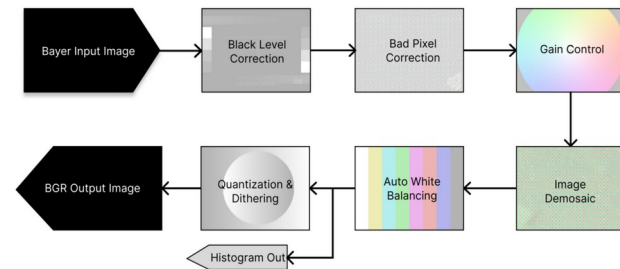 Bayer Input Image
Black Level
Correction
Bad Pixel
Correction
Gain Control
BGR Output Image
Quantization &
Dithering
Auto White
Balancing
Image
Demosaic
Histogram Out